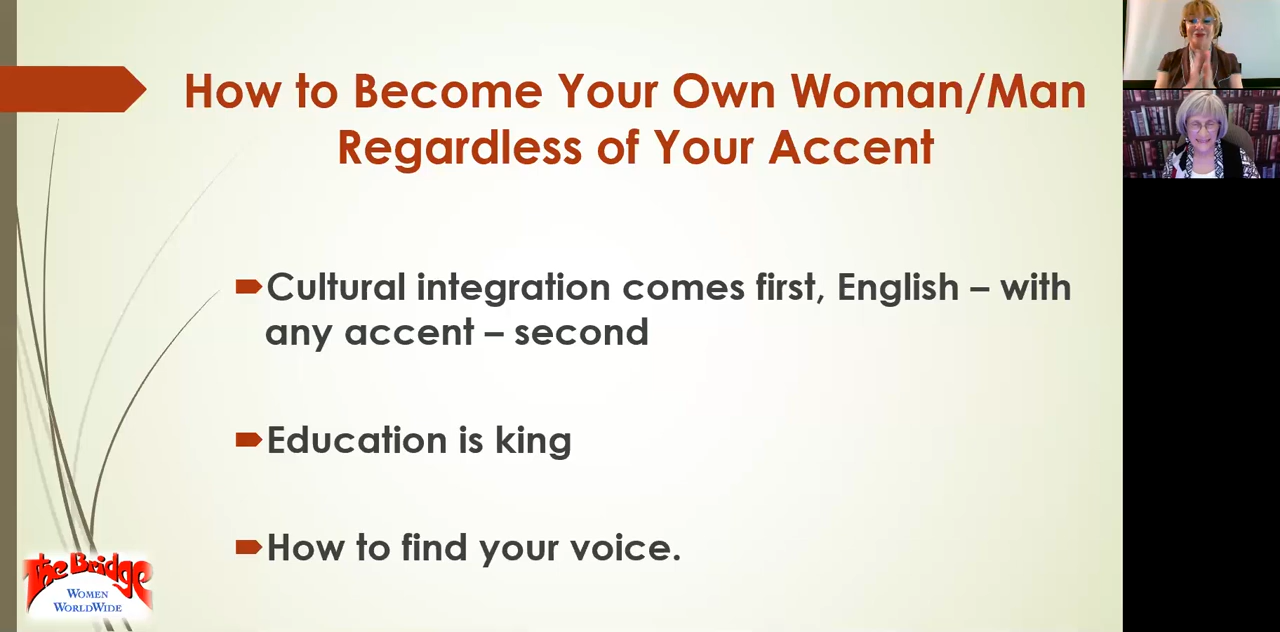 How to Become Your Own Woman/Man
Regardless of Your Accent
Cultural integration comes first, English – with
any accent – second
Education is king
How to find your voice.
The Bridge
WOMEN
WORLDWIDE